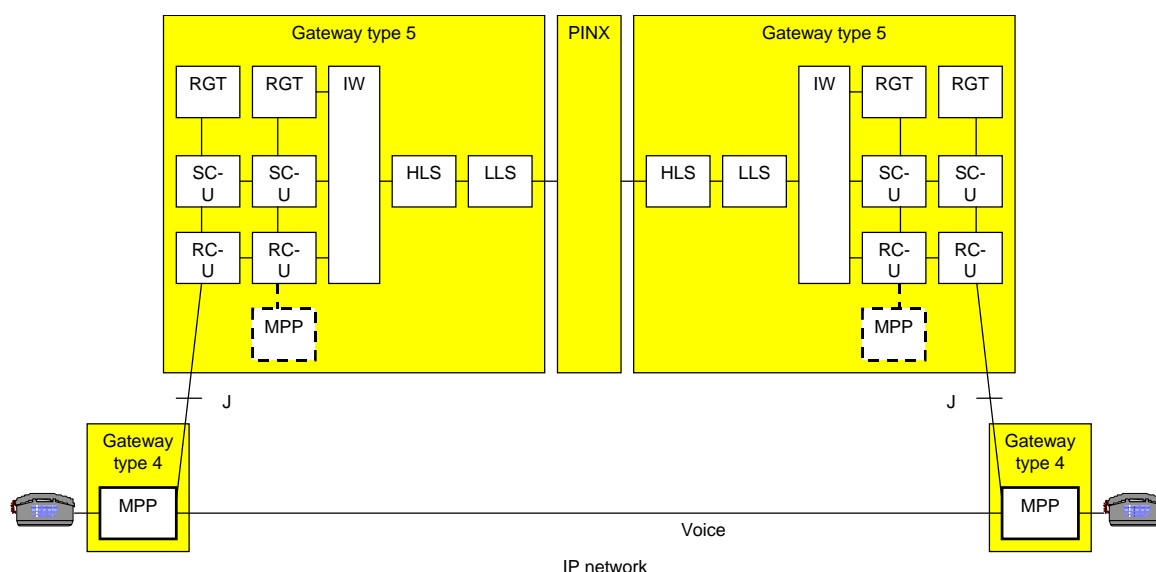 Gateway type 5 PINX Gateway type 5
RGT RGT IW IW RGT RGT
SC- SC- HLS LLS HLS LLS SC- SC-
U U U U
RC- RC- RC- RC-
U U U U
MPP MPP
J J
Gateway Gateway
type 4 type 4
MPP MPP
Voice
IP network